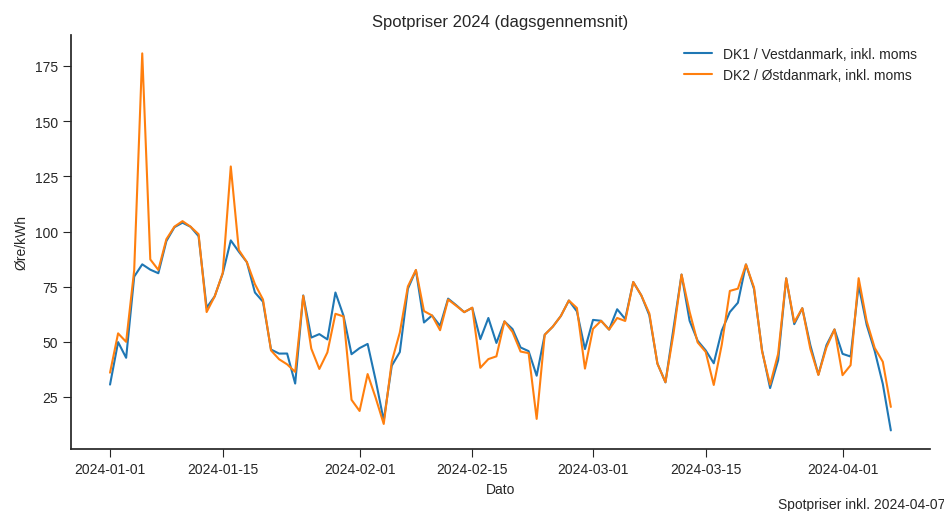 Spotpriser 2024 (dagsgennemsnit)
DK1 / Vestdanmark, inkl. moms
DK2 / Østdanmark, inkl. moms
Øre/kWh
175
150
125
100
75
50
25
2024-01-01
2024-01-15
2024-02-01
2024-02-15
2024-03-01
2024-03-15
2024-04-01
Dato
Spotpriser inkl. 2024-04-07